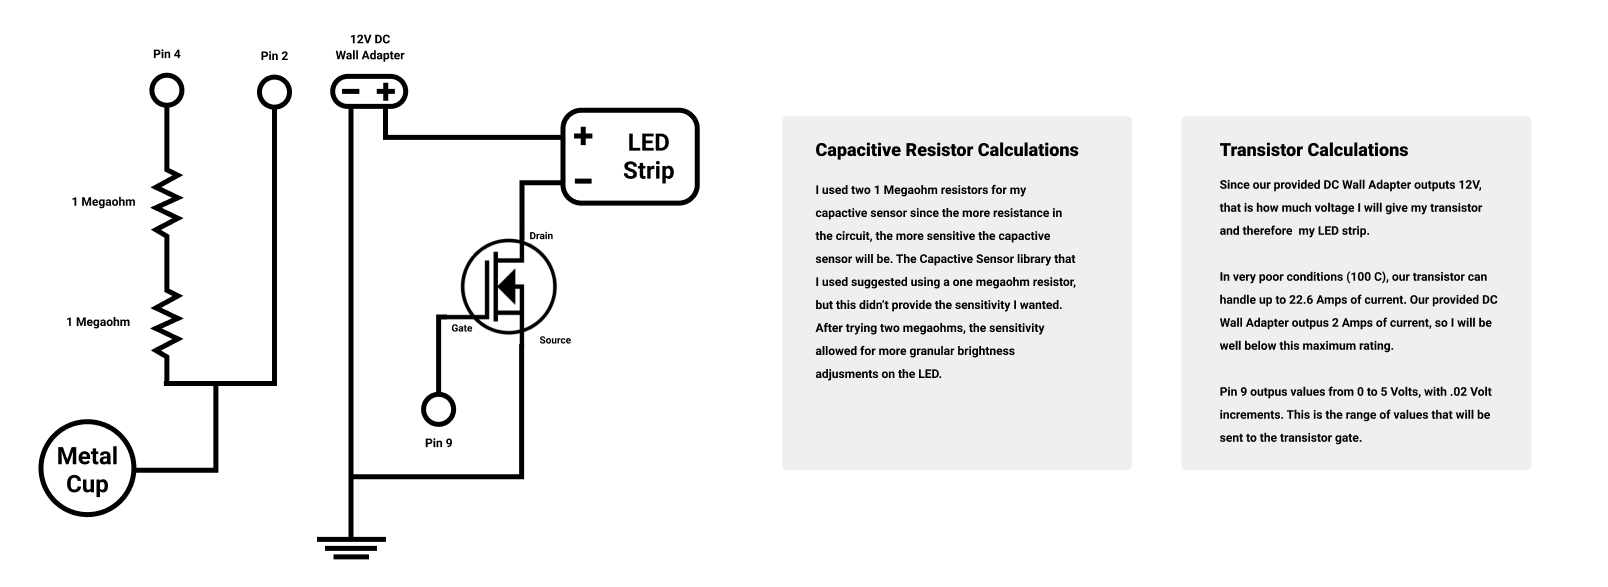 Pin 4
Pin 2
12V DC
Wall Adapter
− +
+
LED
Strip
−
1 Megaohm
Drain
1 Megaohm
Gate
Source
Pin 9
Metal
Cup
Capacitive Resistor Calculations
I used two 1 Megaohm resistors for my
capactive sensor since the more resistance in
the circuit, the more sensitive the capactive
sensor will be. The Capactive Sensor library that
I used suggested using a one megaohm resistor,
but this didn’t provide the sensitivity I wanted.
After trying two megaohms, the sensitivity
allowed for more granular brightness
adjusments on the LED.
Transistor Calculations
Since our provided DC Wall Adapter outputs 12V,
that is how much voltage I will give my transistor
and therefore  my LED strip.
In very poor conditions (100 C), our transistor can
handle up to 22.6 Amps of current. Our provided DC
Wall Adapter outpus 2 Amps of current, so I will be
well below this maximum rating.
Pin 9 outpus values from 0 to 5 Volts, with .02 Volt
increments. This is the range of values that will be
sent to the transistor gate.